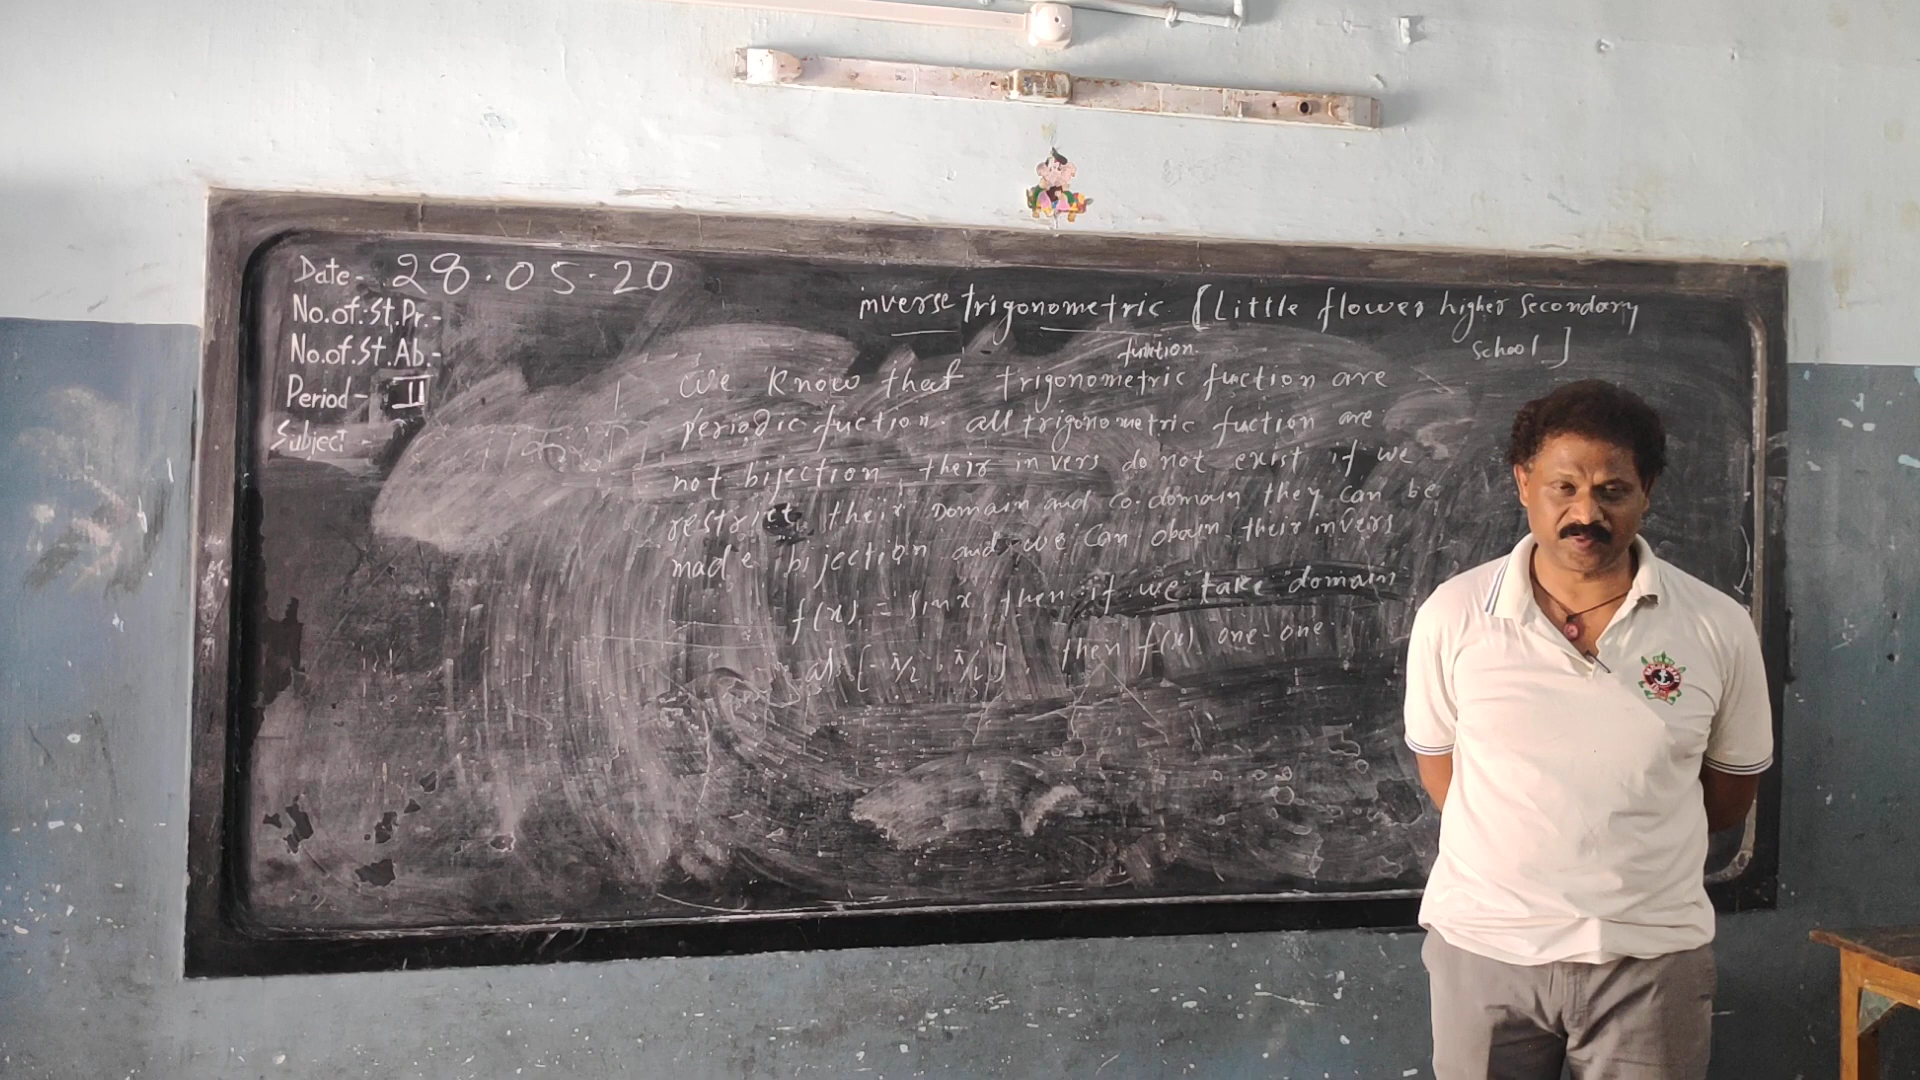 Date - 28.05.20
No.of.St.Pr.-
No.of.St.Ab.-
Period - II
Subject -
inverse trigonometric [Little flower higher Secondary
function. School]
We Know that trigonometric fuction are
periodic fuction. all trigonometric fuction are
not bijection, their invers do not exist, if we
restrict their Domain and co.domain they can be
made bijection and we Can obain their invers
f(x) = Sinx, then if we take domain
[-π/2, π/2], then f(x) one-one.